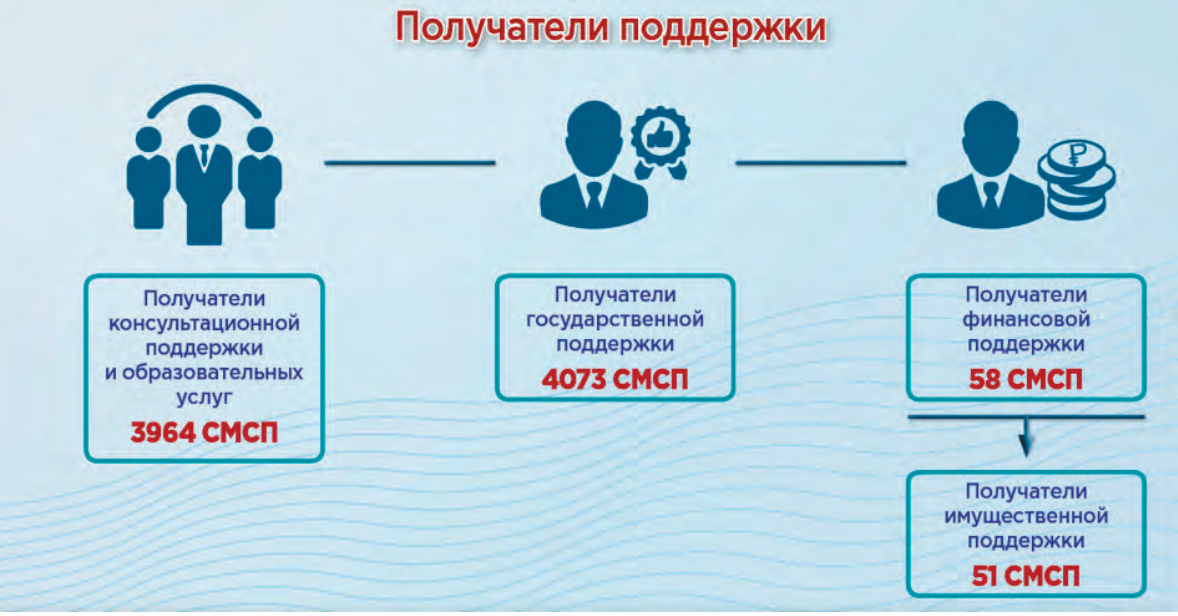 Получатели поддержки
Получатели
консультационной
поддержки
и образовательных
услуг
3964 СМСП
Получатели
государственной
поддержки
4073 СМСП
Получатели
финансовой
поддержки
58 СМСП
Получатели
имущественной
поддержки
51 СМСП